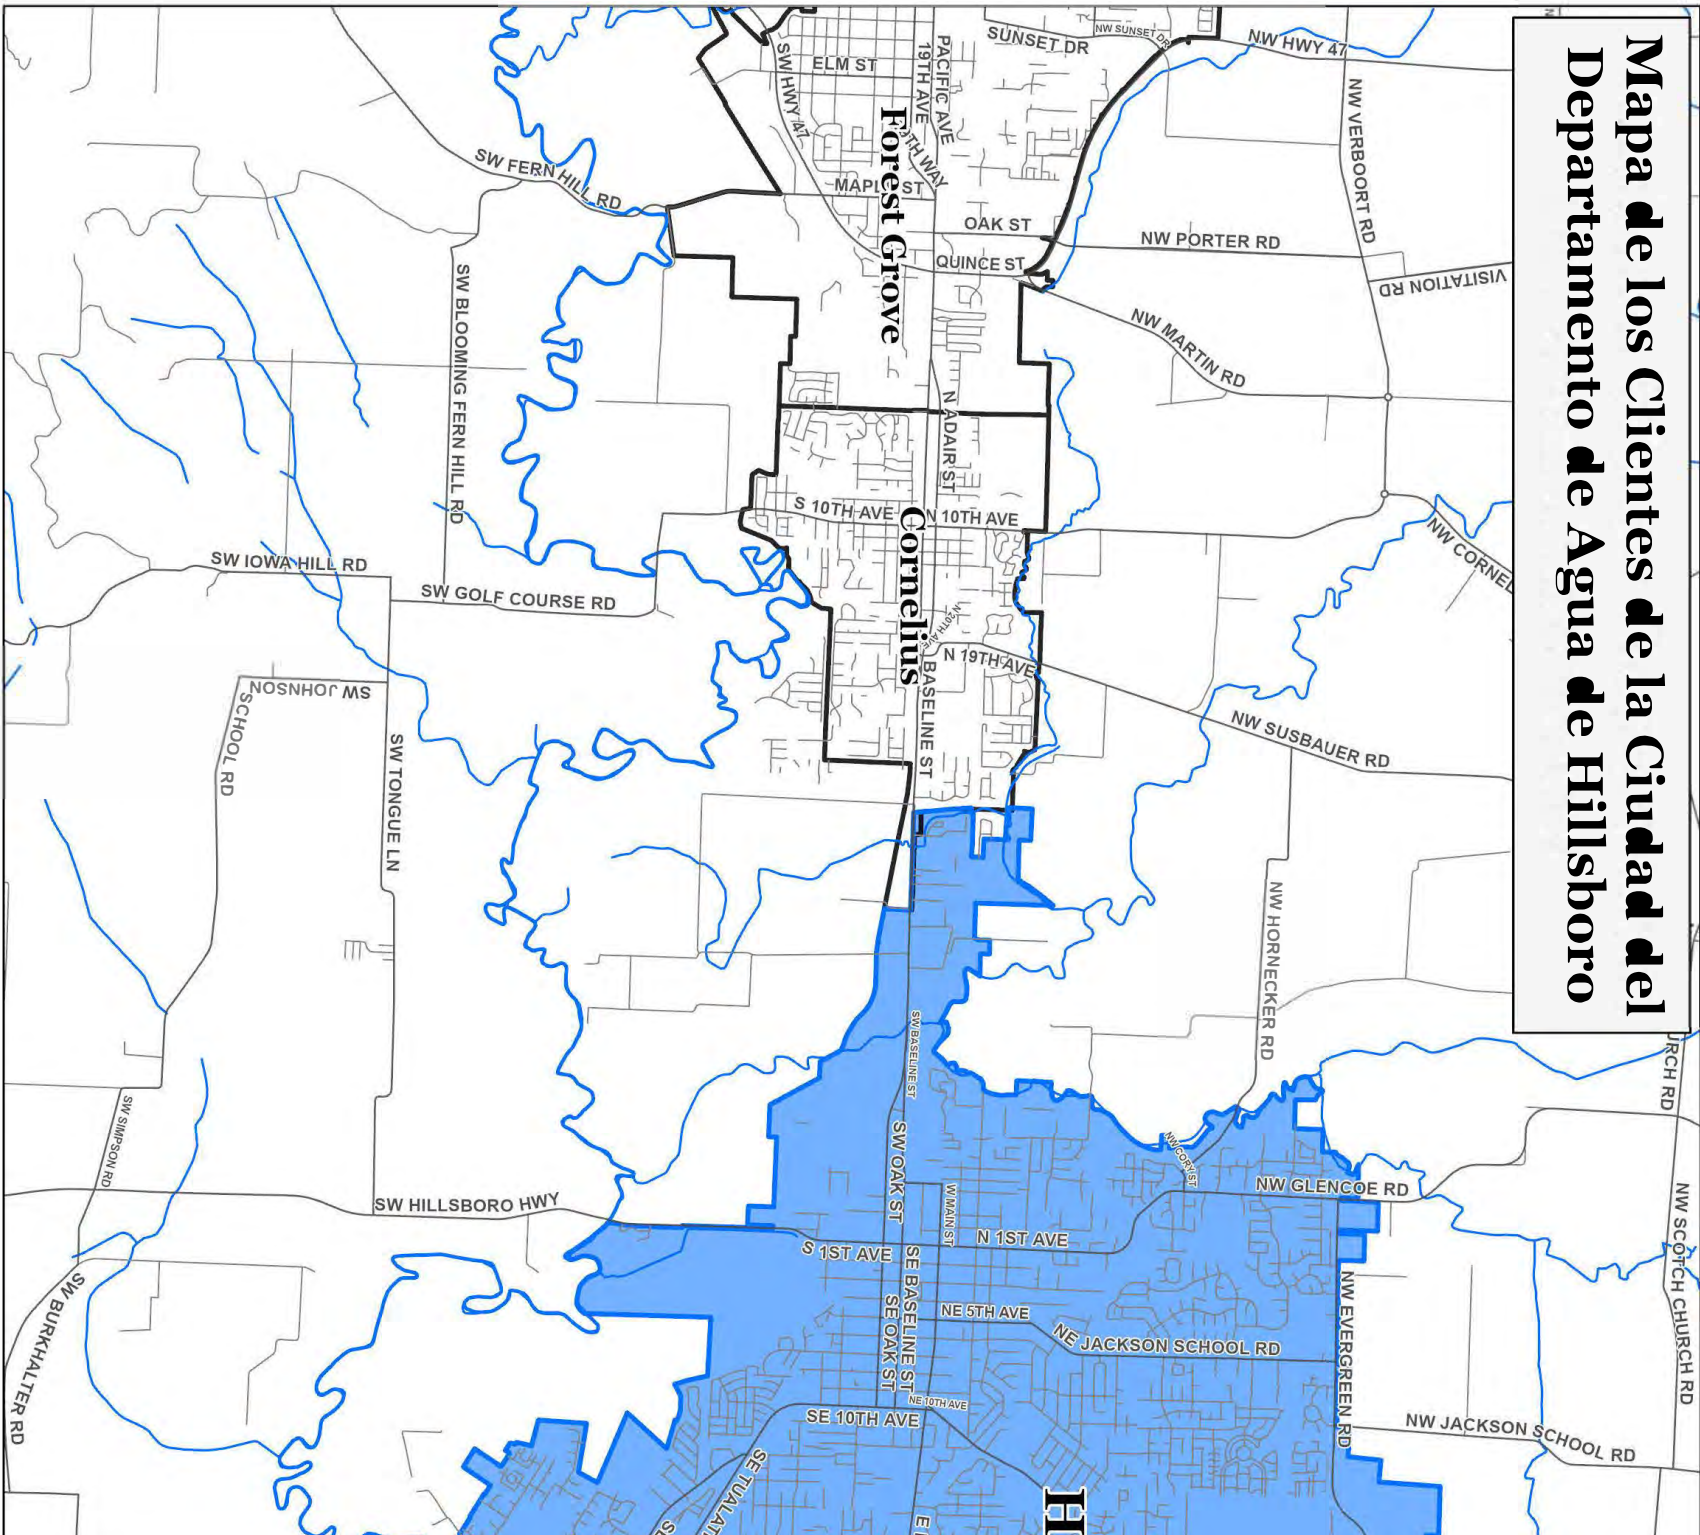 Mapa de los Clientes de la Ciudad del
Departamento de Agua de Hillsboro
NW HWY 47
NW SUNSET DR
SUNSET DR
PACIFIC AVE
19TH AVE
ELM ST
SW HWY 47
Forest Grove
MAPLE ST
OAK ST
QUINCE ST
NW VERBOORT RD
NW PORTER RD
VISITATION RD
NW MARTIN RD
SW FERN HILL RD
SW BLOOMING FERN HILL RD
N ADAIR ST
S 10TH AVE
N 10TH AVE
Cornelius
N 20TH AVE
N 19TH AVE
BASELINE ST
SW IOWA HILL RD
SW GOLF COURSE RD
SW JOHNSON
SCHOOL RD
SW TONGUE LN
NW SUSBAUER RD
NW HORNECKER RD
SW BASELINE ST
SW SIMPSON RD
SW HILLSBORO HWY
SW OAK ST
W MAIN ST
NW CORY ST
NW GLENCOE RD
S 1ST AVE
N 1ST AVE
SE BASELINE ST
SE OAK ST
NE 5TH AVE
NE JACKSON SCHOOL RD
NW EVERGREEN RD
NW SCOTCH CHURCH RD
SW BURKHALTER RD
NE 10TH AVE
SE 10TH AVE
NW JACKSON SCHOOL RD